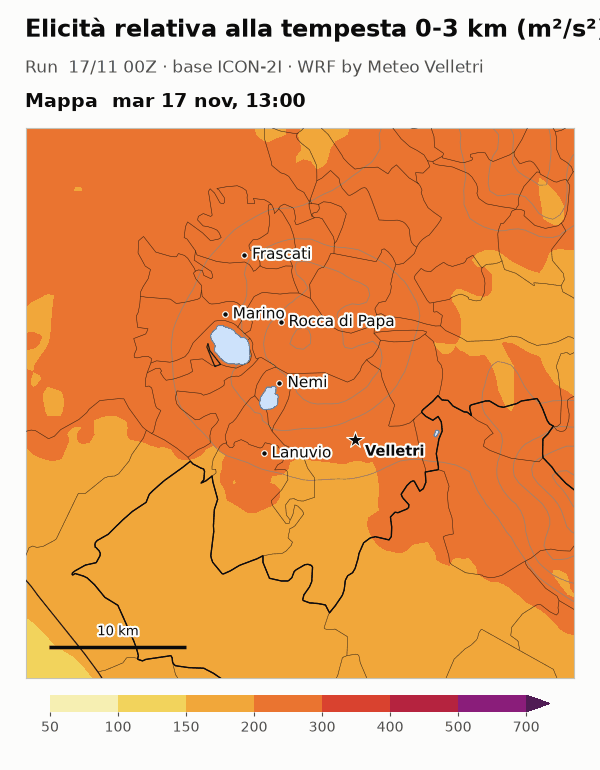 Elicità relativa alla tempesta 0-3 km (m²/s²)
Run  17/11 00Z · base ICON-2I · WRF by Meteo Velletri
Mappa  mar 17 nov, 13:00
Frascati
Marino
Rocca di Papa
Nemi
Lanuvio
Velletri
10 km
50 100 150 200 300 400 500 700